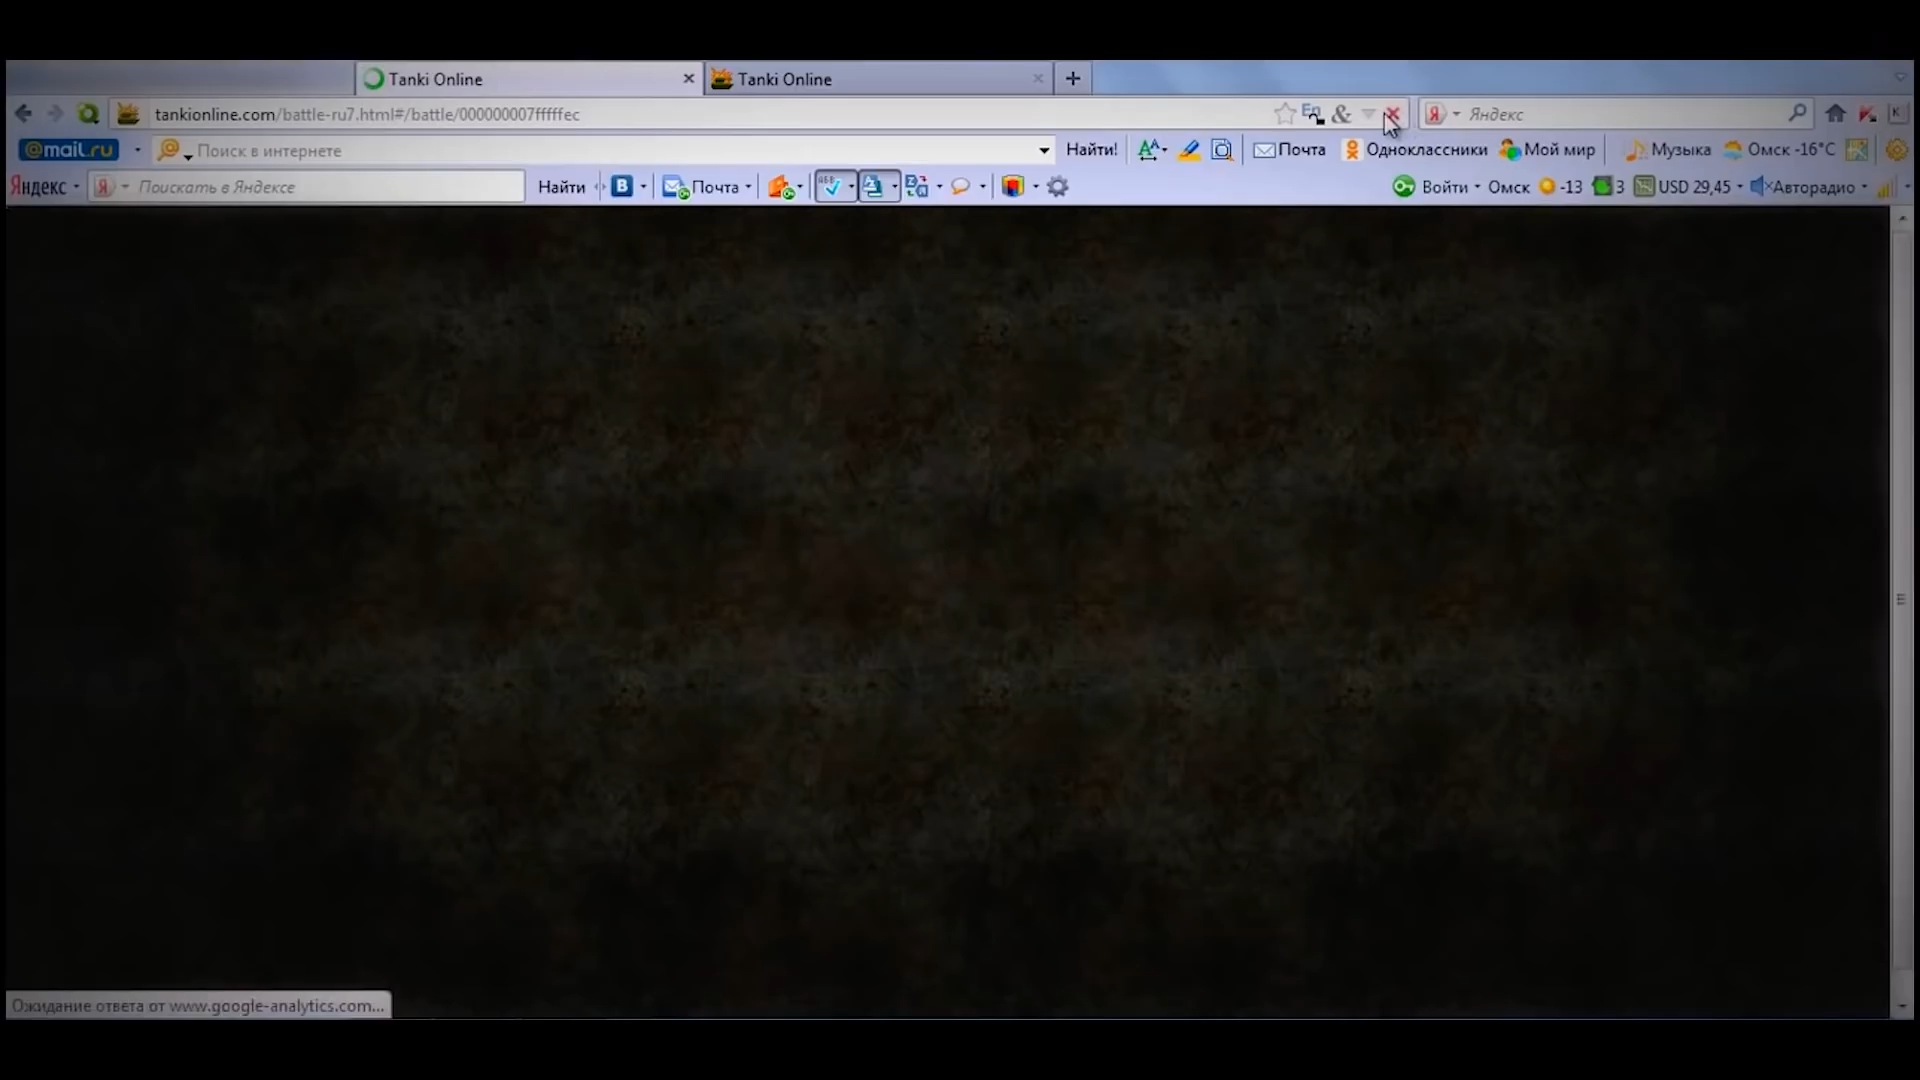 Tanki Online
Tanki Online
tankionline.com/battle-ru7.html#/battle/000000007fffffec
Яндекс
@mail.ru Поиск в интернете Найти! Почта Одноклассники Мой мир Музыка Омск -16°C
Яндекс Поискать в Яндексе Найти B Почта Войти Омск -13 3 USD 29,45 Авторадио
Ожидание ответа от www.google-analytics.com...